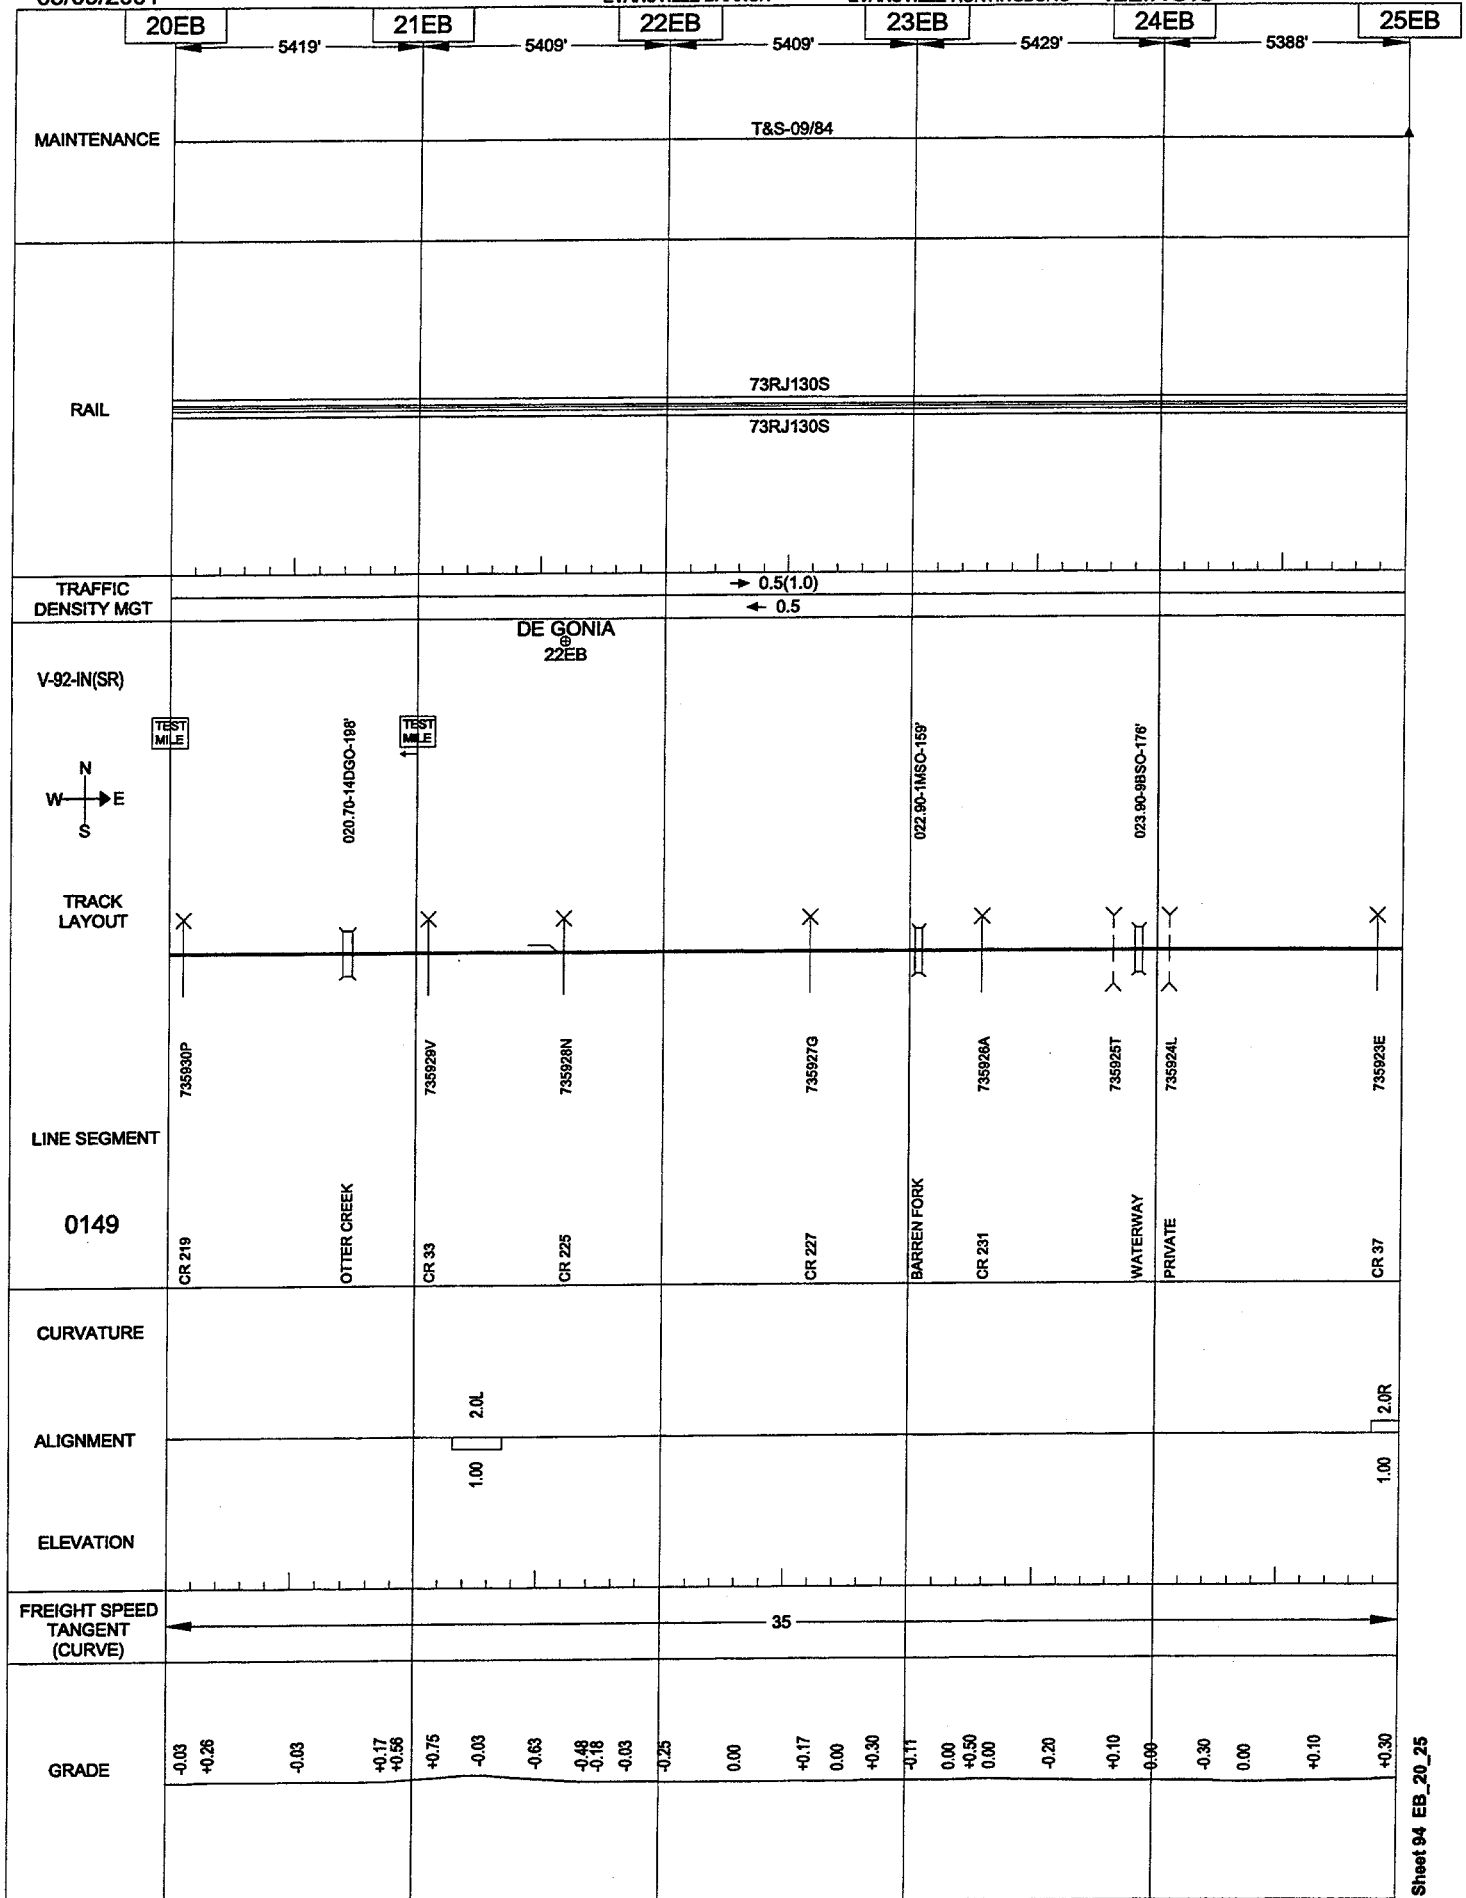 20EB 21EB 22EB 23EB 24EB 25EB
5419' 5409' 5409' 5429' 5388'
MAINTENANCE
T&S-09/84
RAIL
73RJ130S
73RJ130S
TRAFFIC
DENSITY MGT
→ 0.5(1.0)
← 0.5
DE GONIA
22EB
V-92-IN(SR)
TEST
MILE
TEST
MILE
020.70-14DGO-198'
022.90-1MSO-159'
023.90-9BSO-176'
N
W E
S
TRACK
LAYOUT
735930P
735929V
735928N
735927G
735926A
735925T
735924L
735923E
LINE SEGMENT
0149
CR 219
OTTER CREEK
CR 33
CR 225
CR 227
BARREN FORK
CR 231
WATERWAY
PRIVATE
CR 37
CURVATURE
2.0L
2.0R
ALIGNMENT
1.00
1.00
ELEVATION
FREIGHT SPEED
TANGENT
(CURVE)
35
GRADE
-0.03
+0.26
-0.03
+0.17
+0.56
+0.75
-0.03
-0.63
-0.48
-0.18
-0.03
-0.25
0.00
+0.17
0.00
+0.30
-0.11
0.00
+0.50
0.00
-0.20
+0.10
0.00
-0.30
0.00
+0.10
+0.30
Sheet 94 EB_20_25